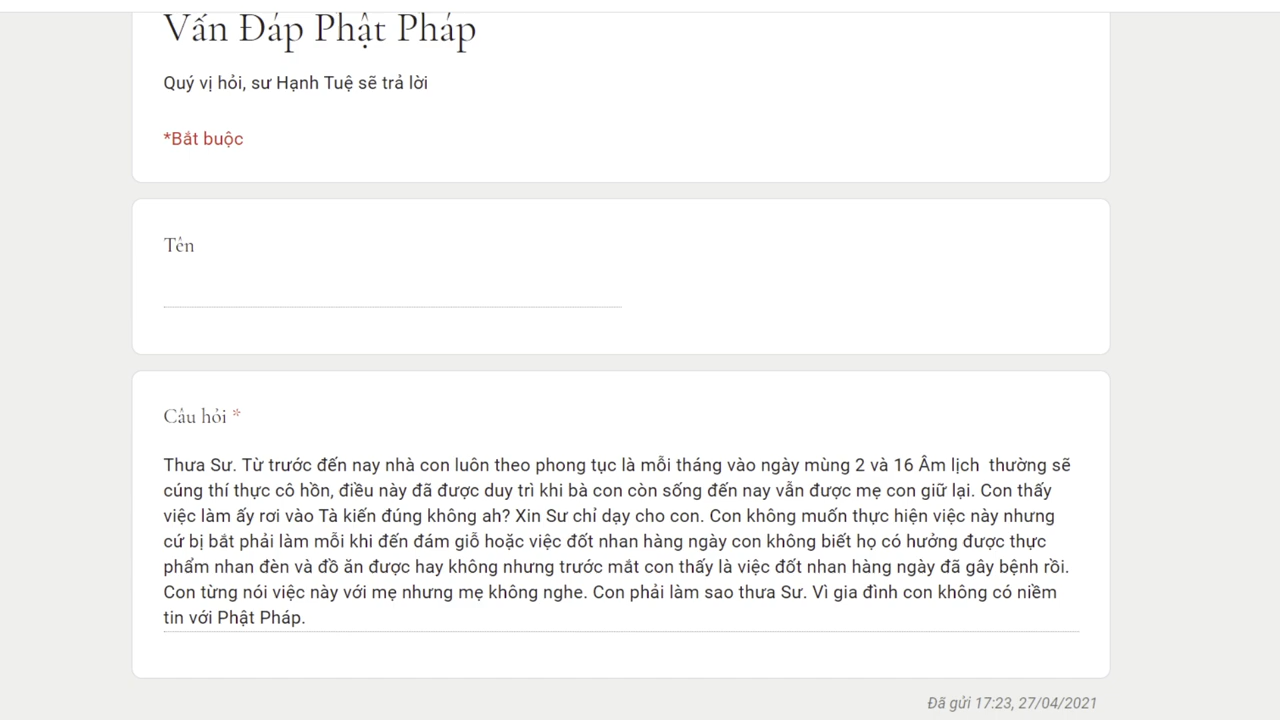 Vấn Đáp Phật Pháp
Quý vị hỏi, sư Hạnh Tuệ sẽ trả lời
*Bắt buộc
Tên
Câu hỏi *
Thưa Sư. Từ trước đến nay nhà con luôn theo phong tục là mỗi tháng vào ngày mùng 2 và 16 Âm lịch  thường sẽ
cúng thí thực cô hồn, điều này đã được duy trì khi bà con còn sống đến nay vẫn được mẹ con giữ lại. Con thấy
việc làm ấy rơi vào Tà kiến đúng không ah? Xin Sư chỉ dạy cho con. Con không muốn thực hiện việc này nhưng
cứ bị bắt phải làm mỗi khi đến đám giỗ hoặc việc đốt nhan hàng ngày con không biết họ có hưởng được thực
phẩm nhan đèn và đồ ăn được hay không nhưng trước mắt con thấy là việc đốt nhan hàng ngày đã gây bệnh rồi.
Con từng nói việc này với mẹ nhưng mẹ không nghe. Con phải làm sao thưa Sư. Vì gia đình con không có niềm
tin với Phật Pháp.
Đã gửi 17:23, 27/04/2021